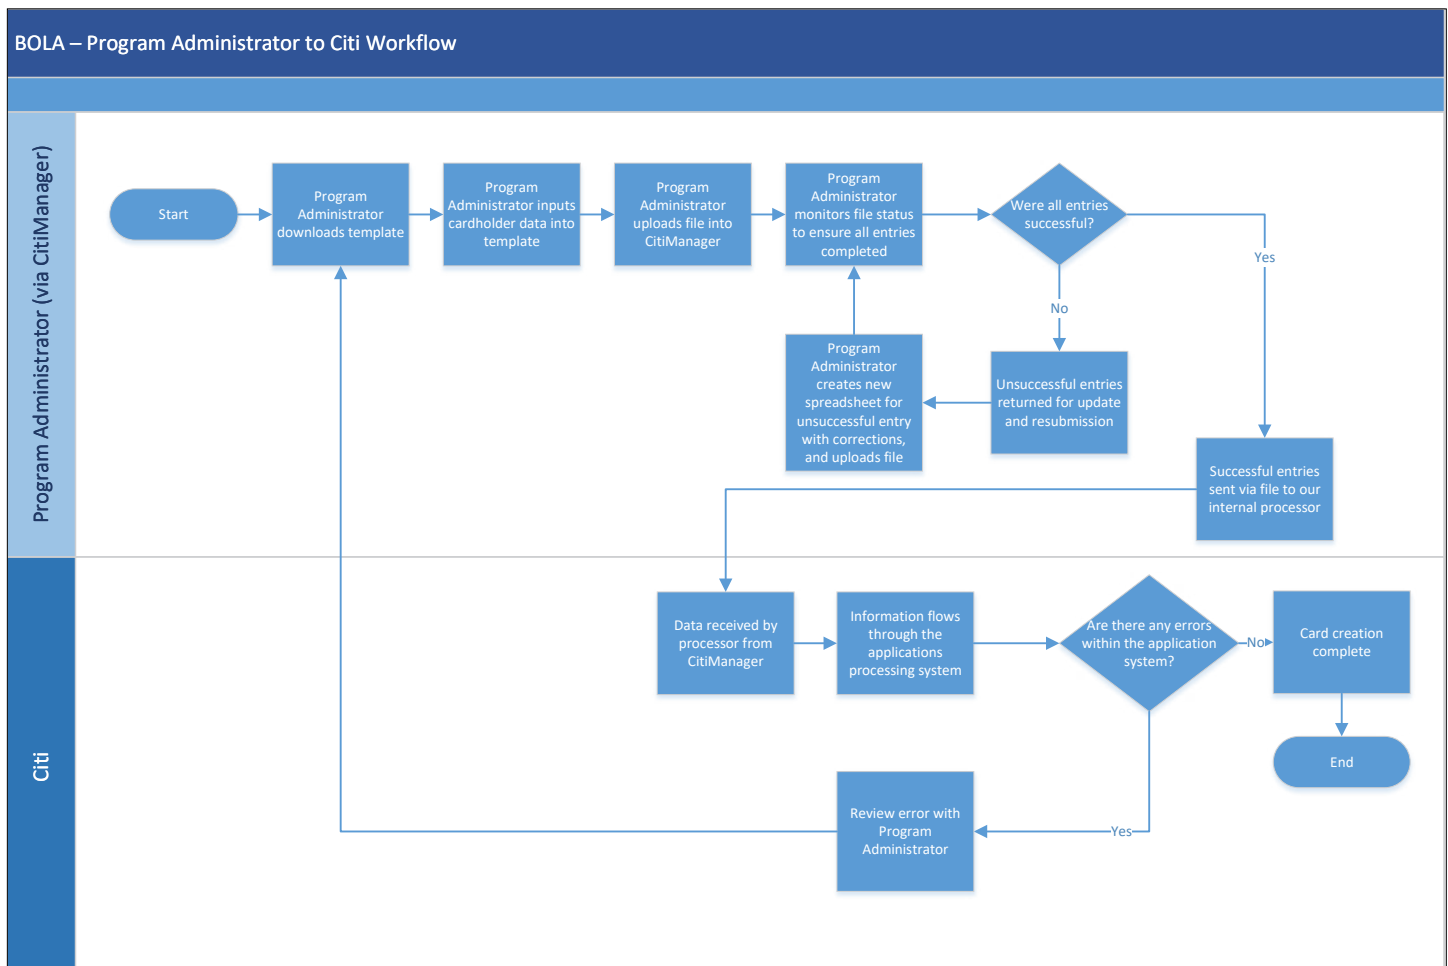 BOLA – Program Administrator to Citi Workflow
Program Administrator (via CitiManager)
Start
Program
Administrator
downloads template
Program
Administrator inputs
cardholder data into
template
Program
Administrator
uploads file into
CitiManager
Program
Administrator
monitors file status
to ensure all entries
completed
Were all entries
successful?
Yes
No
Unsuccessful entries
returned for update
and resubmission
Program
Administrator
creates new
spreadsheet for
unsuccessful entry
with corrections,
and uploads file
Successful entries
sent via file to our
internal processor
Citi
Data received by
processor from
CitiManager
Information flows
through the
applications
processing system
Are there any errors
within the application
system?
No
Card creation
complete
End
Yes
Review error with
Program
Administrator